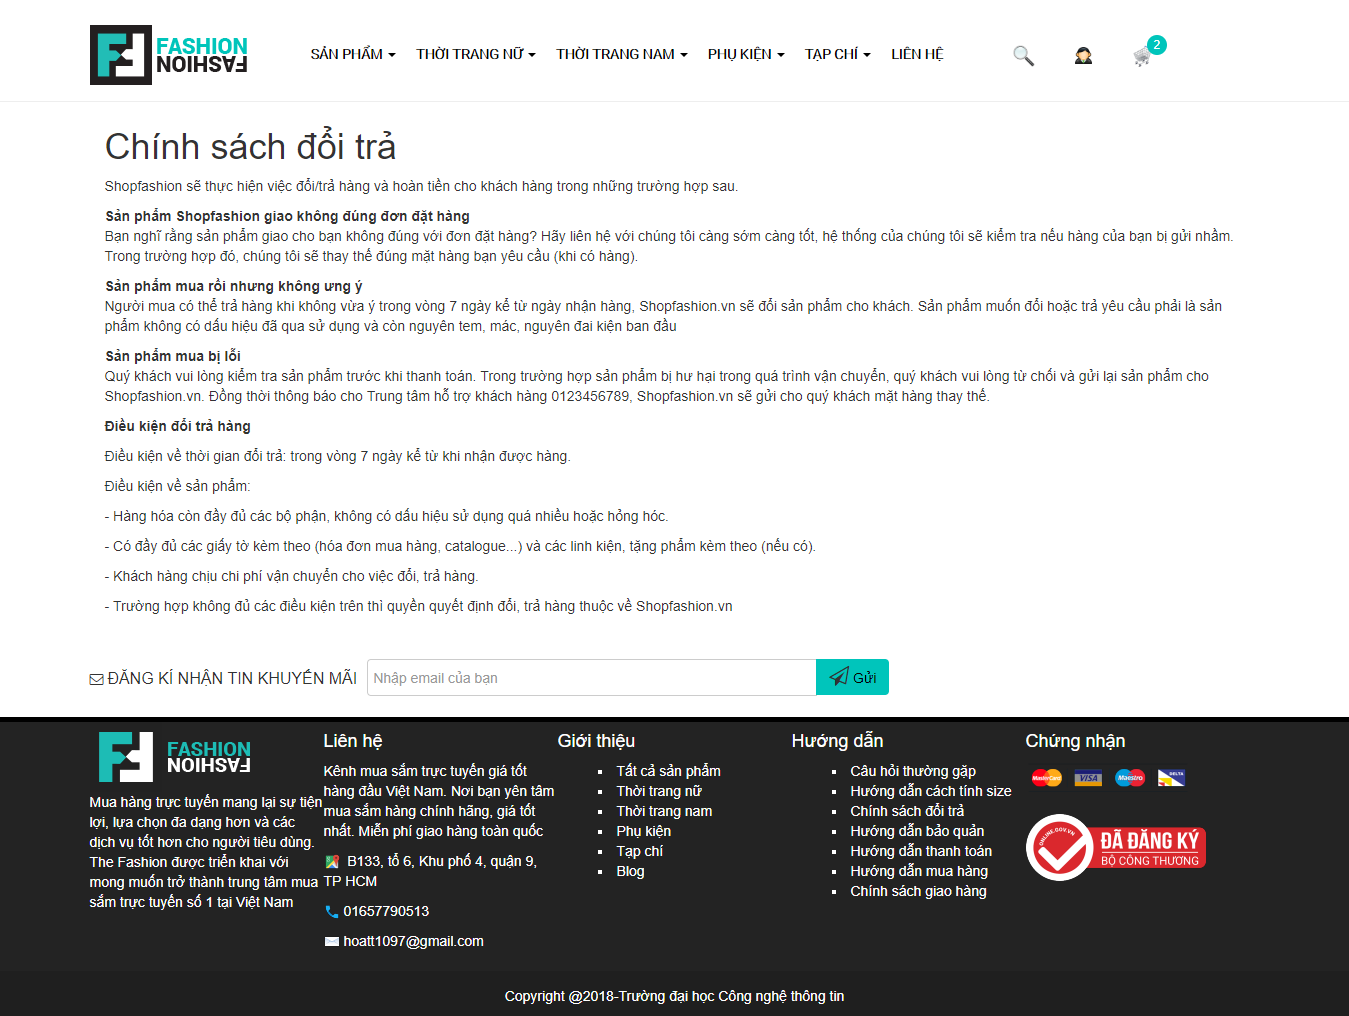 FASHION
FASHION
SẢN PHẨM
THỜI TRANG NỮ
THỜI TRANG NAM
PHỤ KIỆN
TẠP CHÍ
LIÊN HỆ
2
Chính sách đổi trả
Shopfashion sẽ thực hiện việc đổi/trả hàng và hoàn tiền cho khách hàng trong những trường hợp sau.
Sản phẩm Shopfashion giao không đúng đơn đặt hàng
Bạn nghĩ rằng sản phẩm giao cho bạn không đúng với đơn đặt hàng? Hãy liên hệ với chúng tôi càng sớm càng tốt, hệ thống của chúng tôi sẽ kiểm tra nếu hàng của bạn bị gửi nhầm.
Trong trường hợp đó, chúng tôi sẽ thay thế đúng mặt hàng bạn yêu cầu (khi có hàng).
Sản phẩm mua rồi nhưng không ưng ý
Người mua có thể trả hàng khi không vừa ý trong vòng 7 ngày kể từ ngày nhận hàng, Shopfashion.vn sẽ đổi sản phẩm cho khách. Sản phẩm muốn đổi hoặc trả yêu cầu phải là sản
phẩm không có dấu hiệu đã qua sử dụng và còn nguyên tem, mác, nguyên đai kiện ban đầu
Sản phẩm mua bị lỗi
Quý khách vui lòng kiểm tra sản phẩm trước khi thanh toán. Trong trường hợp sản phẩm bị hư hại trong quá trình vận chuyển, quý khách vui lòng từ chối và gửi lại sản phẩm cho
Shopfashion.vn. Đồng thời thông báo cho Trung tâm hỗ trợ khách hàng 0123456789, Shopfashion.vn sẽ gửi cho quý khách mặt hàng thay thế.
Điều kiện đổi trả hàng
Điều kiện về thời gian đổi trả: trong vòng 7 ngày kể từ khi nhận được hàng.
Điều kiện về sản phẩm:
- Hàng hóa còn đầy đủ các bộ phận, không có dấu hiệu sử dụng quá nhiều hoặc hỏng hóc.
- Có đầy đủ các giấy tờ kèm theo (hóa đơn mua hàng, catalogue...) và các linh kiện, tặng phẩm kèm theo (nếu có).
- Khách hàng chịu chi phí vận chuyển cho việc đổi, trả hàng.
- Trường hợp không đủ các điều kiện trên thì quyền quyết định đổi, trả hàng thuộc về Shopfashion.vn
ĐĂNG KÍ NHẬN TIN KHUYẾN MÃI
Nhập email của bạn
Gửi
FASHION
FASHION
Mua hàng trực tuyến mang lại sự tiện
lợi, lựa chọn đa dạng hơn và các
dịch vụ tốt hơn cho người tiêu dùng.
The Fashion được triển khai với
mong muốn trở thành trung tâm mua
sắm trực tuyến số 1 tại Việt Nam
Liên hệ
Kênh mua sắm trực tuyến giá tốt
hàng đầu Việt Nam. Nơi bạn yên tâm
mua sắm hàng chính hãng, giá tốt
nhất. Miễn phí giao hàng toàn quốc
B133, tổ 6, Khu phố 4, quận 9,
TP HCM
01657790513
hoatt1097@gmail.com
Giới thiệu
Tất cả sản phẩm
Thời trang nữ
Thời trang nam
Phụ kiện
Tạp chí
Blog
Hướng dẫn
Câu hỏi thường gặp
Hướng dẫn cách tính size
Chính sách đổi trả
Hướng dẫn bảo quản
Hướng dẫn thanh toán
Hướng dẫn mua hàng
Chính sách giao hàng
Chứng nhận
MasterCard
VISA
Maestro
DELTA
ONLINE.GOV.VN
ĐÃ ĐĂNG KÝ
BỘ CÔNG THƯƠNG
Copyright @2018-Trường đại học Công nghệ thông tin